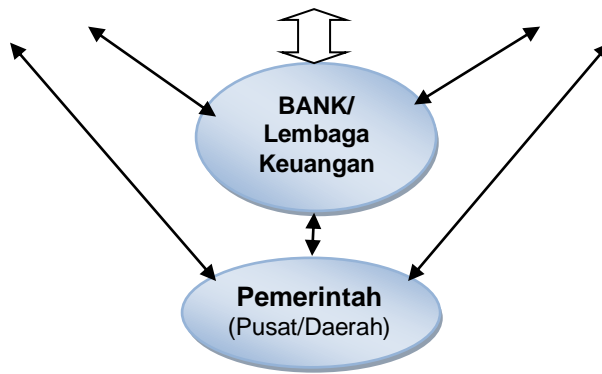 BANK/
Lembaga
Keuangan
Pemerintah
(Pusat/Daerah)